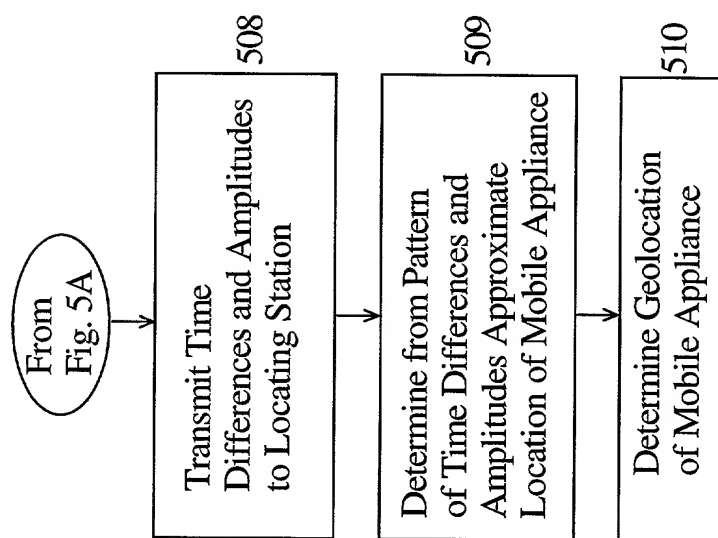 From
Fig. 5A
Transmit Time
Differences and Amplitudes
to Locating Station
508
Determine from Pattern
of Time Differences and
Amplitudes Approximate
Location of Mobile Appliance
509
Determine Geolocation
of Mobile Appliance
510